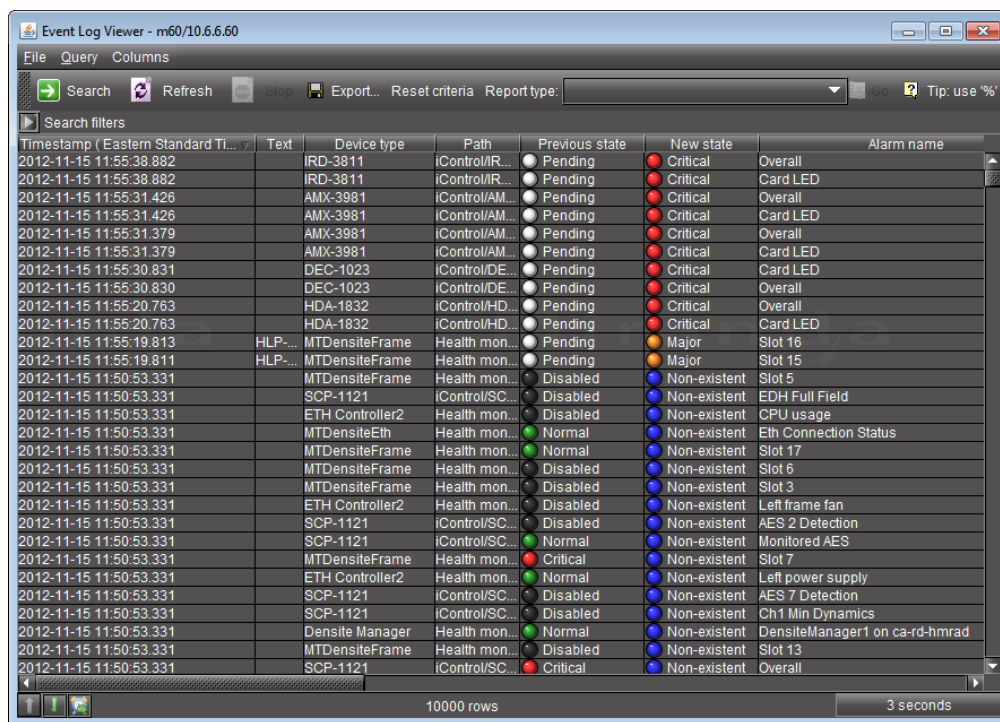 Event Log Viewer - m60/10.6.6.60
File Query Columns
Search Refresh Stop Export... Reset criteria Report type: Go Tip: use '%'
Search filters
Timestamp ( Eastern Standard Ti... Text Device type Path Previous state New state Alarm name
2012-11-15 11:55:38.882 IRD-3811 iControl/IR... Pending Critical Overall
2012-11-15 11:55:38.882 IRD-3811 iControl/IR... Pending Critical Card LED
2012-11-15 11:55:31.426 AMX-3981 iControl/AM... Pending Critical Overall
2012-11-15 11:55:31.426 AMX-3981 iControl/AM... Pending Critical Card LED
2012-11-15 11:55:31.379 AMX-3981 iControl/AM... Pending Critical Overall
2012-11-15 11:55:31.379 AMX-3981 iControl/AM... Pending Critical Card LED
2012-11-15 11:55:30.831 DEC-1023 iControl/DE... Pending Critical Card LED
2012-11-15 11:55:30.830 DEC-1023 iControl/DE... Pending Critical Overall
2012-11-15 11:55:20.763 HDA-1832 iControl/HD... Pending Critical Overall
2012-11-15 11:55:20.763 HDA-1832 iControl/HD... Pending Critical Card LED
2012-11-15 11:55:19.813 HLP-... MTDensiteFrame Health mon... Pending Major Slot 16
2012-11-15 11:55:19.811 HLP-... MTDensiteFrame Health mon... Pending Major Slot 15
2012-11-15 11:50:53.331 MTDensiteFrame Health mon... Disabled Non-existent Slot 5
2012-11-15 11:50:53.331 SCP-1121 iControl/SC... Disabled Non-existent EDH Full Field
2012-11-15 11:50:53.331 ETH Controller2 Health mon... Disabled Non-existent CPU usage
2012-11-15 11:50:53.331 MTDensiteEth Health mon... Normal Non-existent Eth Connection Status
2012-11-15 11:50:53.331 MTDensiteFrame Health mon... Normal Non-existent Slot 17
2012-11-15 11:50:53.331 MTDensiteFrame Health mon... Disabled Non-existent Slot 6
2012-11-15 11:50:53.331 MTDensiteFrame Health mon... Disabled Non-existent Slot 3
2012-11-15 11:50:53.331 ETH Controller2 Health mon... Disabled Non-existent Left frame fan
2012-11-15 11:50:53.331 SCP-1121 iControl/SC... Disabled Non-existent AES 2 Detection
2012-11-15 11:50:53.331 SCP-1121 iControl/SC... Normal Non-existent Monitored AES
2012-11-15 11:50:53.331 MTDensiteFrame Health mon... Critical Non-existent Slot 7
2012-11-15 11:50:53.331 ETH Controller2 Health mon... Normal Non-existent Left power supply
2012-11-15 11:50:53.331 SCP-1121 iControl/SC... Disabled Non-existent AES 7 Detection
2012-11-15 11:50:53.331 SCP-1121 iControl/SC... Disabled Non-existent Ch1 Min Dynamics
2012-11-15 11:50:53.331 Densite Manager Health mon... Normal Non-existent DensiteManager1 on ca-rd-hmrad
2012-11-15 11:50:53.331 MTDensiteFrame Health mon... Disabled Non-existent Slot 13
2012-11-15 11:50:53.331 SCP-1121 iControl/SC... Critical Non-existent Overall
10000 rows 3 seconds